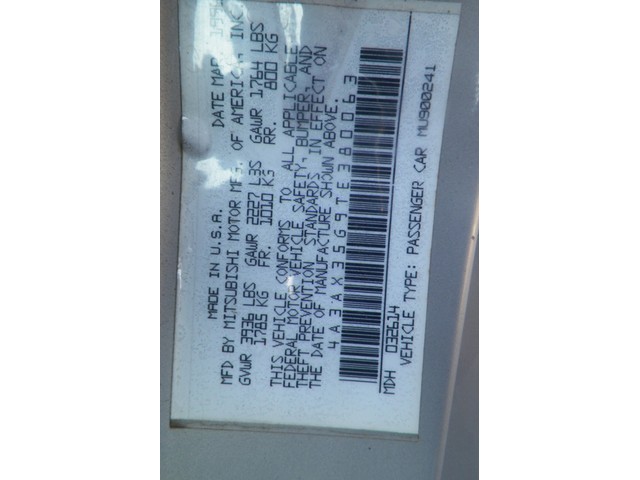 MADE IN U.S.A. DATE MAR 199
MFD BY MITSUBISHI MOTOR MFG. OF AMERICA, INC.
GVWR 3936 LBS GAWR 2227 LBS GAWR 1764 LBS
1785 KG FR. 1010 KG RR. 800 KG
THIS VEHICLE CONFORMS TO ALL APPLICABLE
FEDERAL MOTOR VEHICLE SAFETY, BUMPER, AND
THEFT PREVENTION STANDARDS IN EFFECT ON
THE DATE OF MANUFACTURE SHOWN ABOVE.
4A3AX35G9TE380063
MDH 032614
VEHICLE TYPE: PASSENGER CAR MU900241